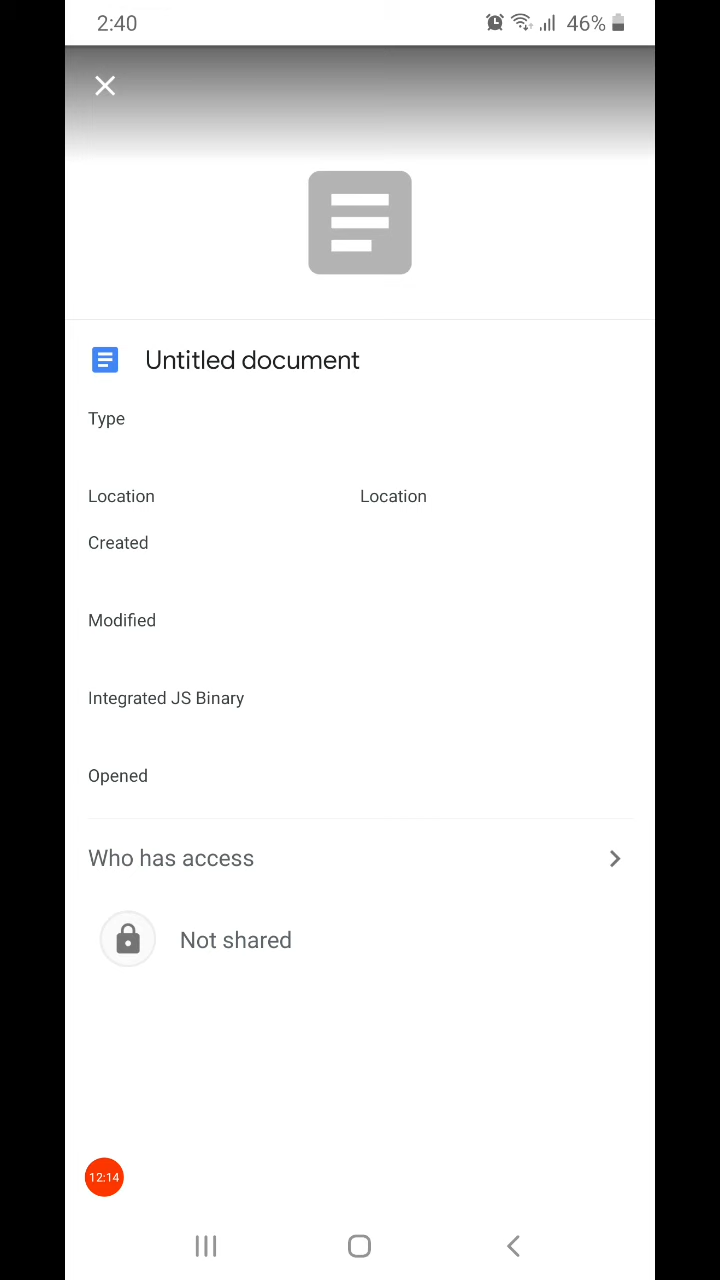 2:40
46%
Untitled document
Type
Location Location
Created
Modified
Integrated JS Binary
Opened
Who has access
Not shared
12:14